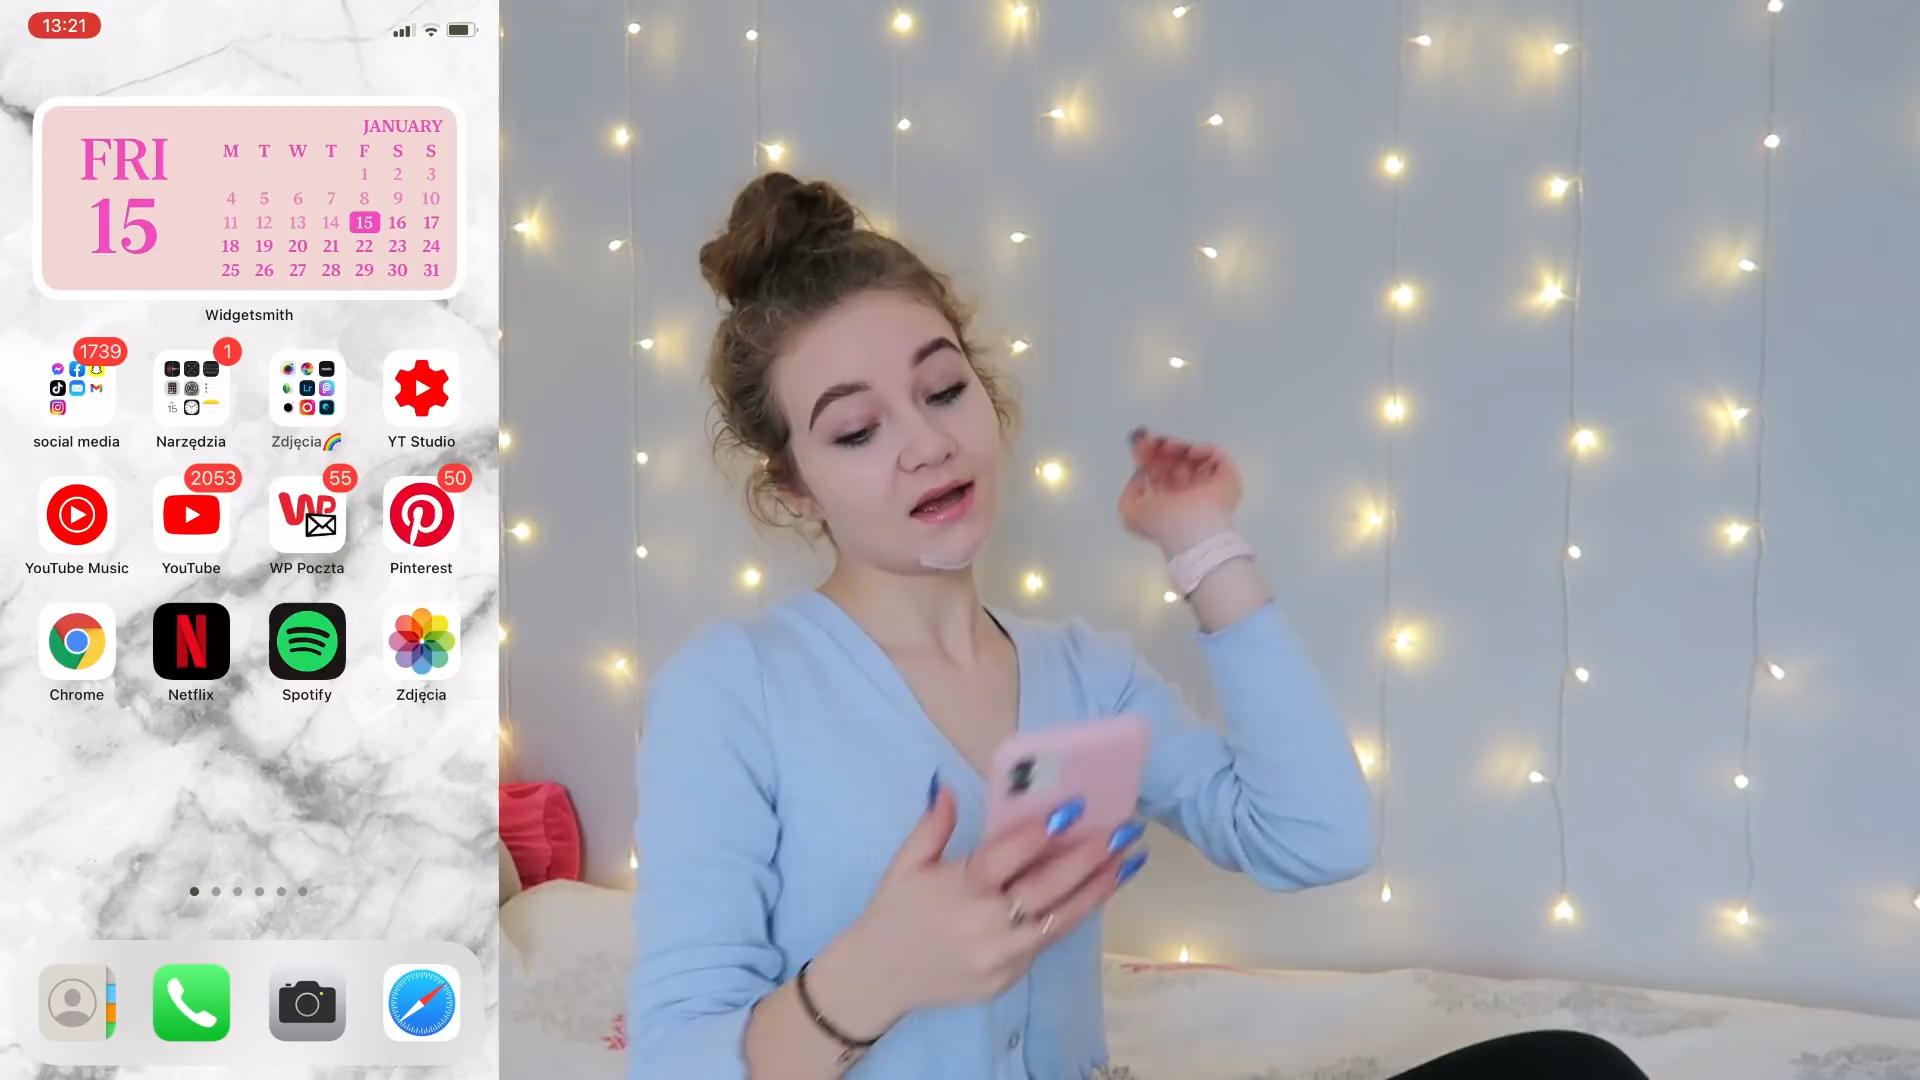 13:21
JANUARY
FRI
15
M T W T F S S
1 2 3
4 5 6 7 8 9 10
11 12 13 14 15 16 17
18 19 20 21 22 23 24
25 26 27 28 29 30 31
Widgetsmith
1739 1
social media Narzędzia Zdjęcia🌈 YT Studio
2053 55 50
WP
YouTube Music YouTube WP Poczta Pinterest
N
Chrome Netflix Spotify Zdjęcia